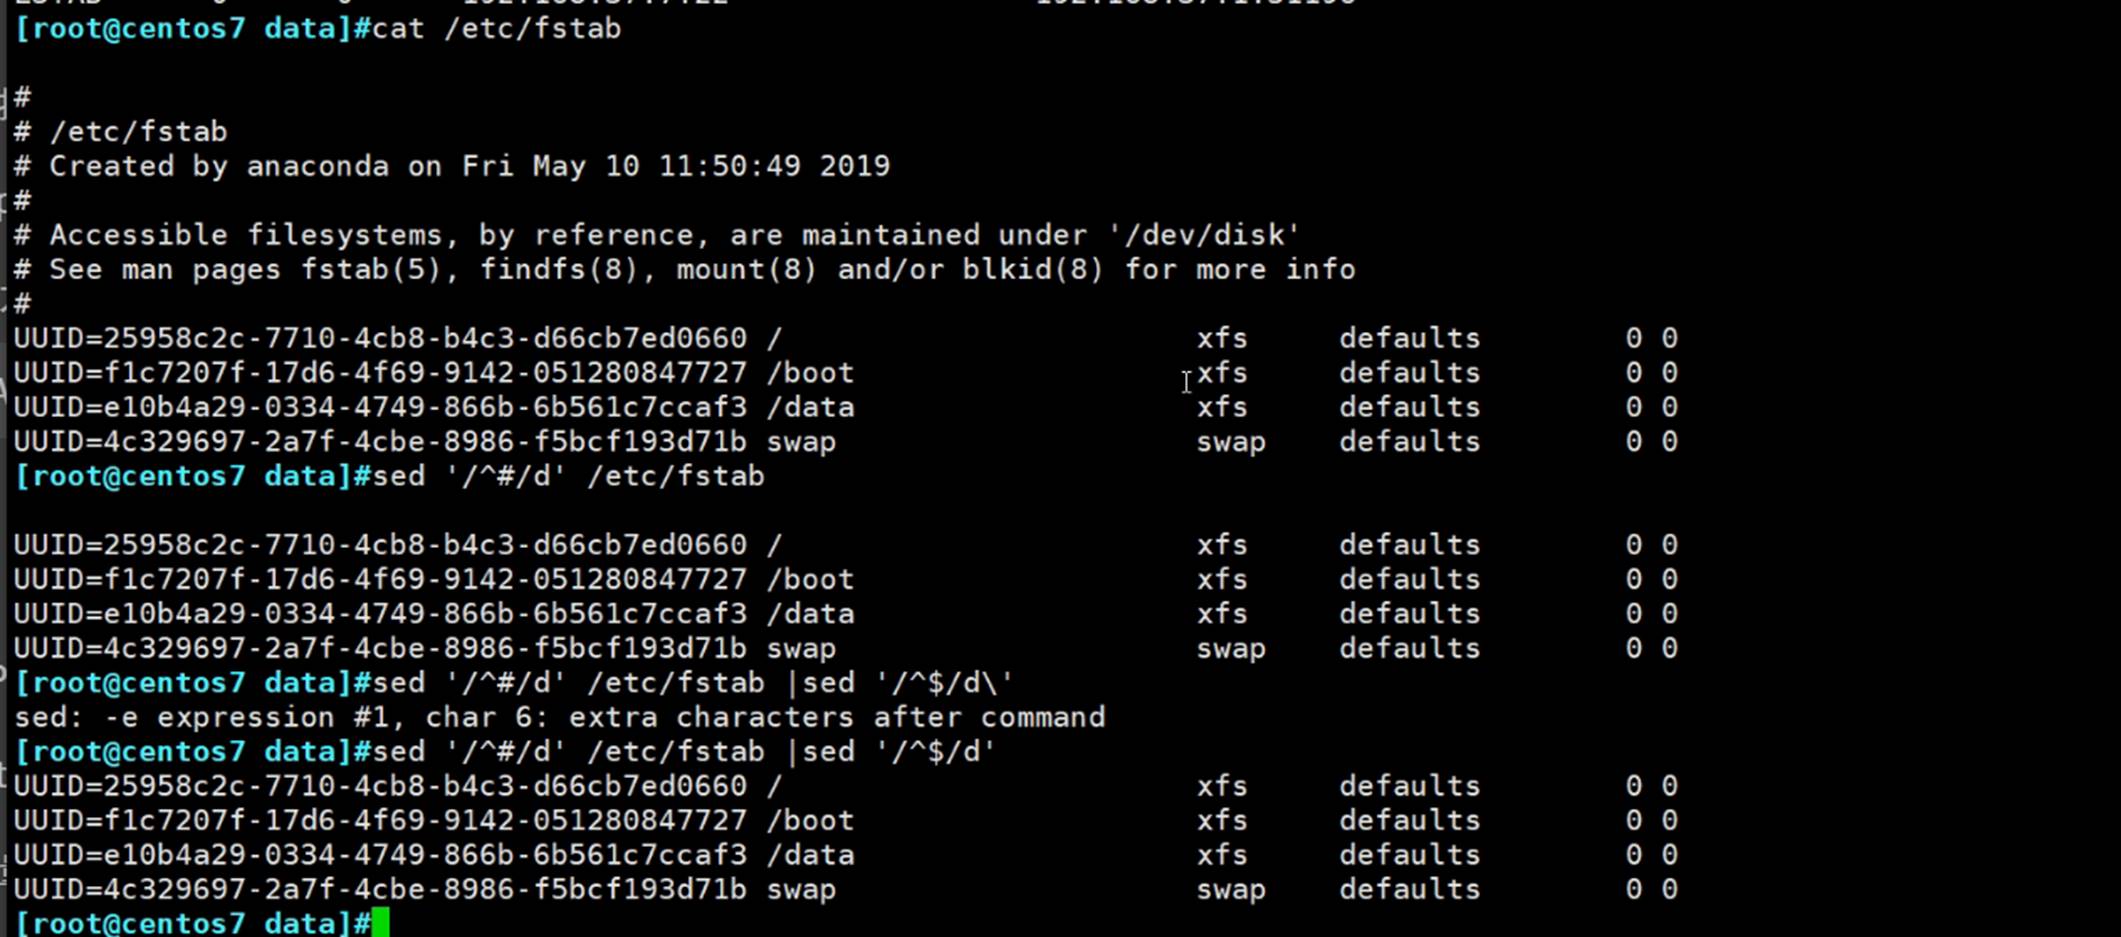 [root@centos7 data]#cat /etc/fstab
#
# /etc/fstab
# Created by anaconda on Fri May 10 11:50:49 2019
#
# Accessible filesystems, by reference, are maintained under '/dev/disk'
# See man pages fstab(5), findfs(8), mount(8) and/or blkid(8) for more info
#
UUID=25958c2c-7710-4cb8-b4c3-d66cb7ed0660 / xfs defaults 0 0
UUID=f1c7207f-17d6-4f69-9142-051280847727 /boot xfs defaults 0 0
UUID=e10b4a29-0334-4749-866b-6b561c7ccaf3 /data xfs defaults 0 0
UUID=4c329697-2a7f-4cbe-8986-f5bcf193d71b swap swap defaults 0 0
[root@centos7 data]#sed '/^#/d' /etc/fstab
UUID=25958c2c-7710-4cb8-b4c3-d66cb7ed0660 / xfs defaults 0 0
UUID=f1c7207f-17d6-4f69-9142-051280847727 /boot xfs defaults 0 0
UUID=e10b4a29-0334-4749-866b-6b561c7ccaf3 /data xfs defaults 0 0
UUID=4c329697-2a7f-4cbe-8986-f5bcf193d71b swap swap defaults 0 0
[root@centos7 data]#sed '/^#/d' /etc/fstab |sed '/^$/d\'
sed: -e expression #1, char 6: extra characters after command
[root@centos7 data]#sed '/^#/d' /etc/fstab |sed '/^$/d'
UUID=25958c2c-7710-4cb8-b4c3-d66cb7ed0660 / xfs defaults 0 0
UUID=f1c7207f-17d6-4f69-9142-051280847727 /boot xfs defaults 0 0
UUID=e10b4a29-0334-4749-866b-6b561c7ccaf3 /data xfs defaults 0 0
UUID=4c329697-2a7f-4cbe-8986-f5bcf193d71b swap swap defaults 0 0
[root@centos7 data]#